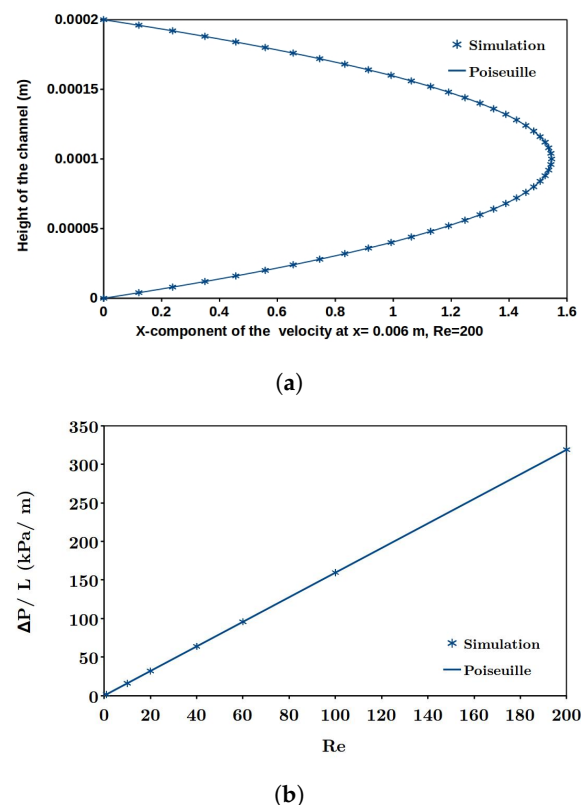 0.0002
0.00015
0.0001
0.00005
0
Height of the channel (m)
Simulation
Poiseuille
0 0.2 0.4 0.6 0.8 1 1.2 1.4 1.6
X-component of the velocity at x= 0.006 m, Re=200
(a)
350
300
250
200
150
100
50
0
ΔP/ L (kPa/ m)
Simulation
Poiseuille
0 20 40 60 80 100 120 140 160 180 200
Re
(b)